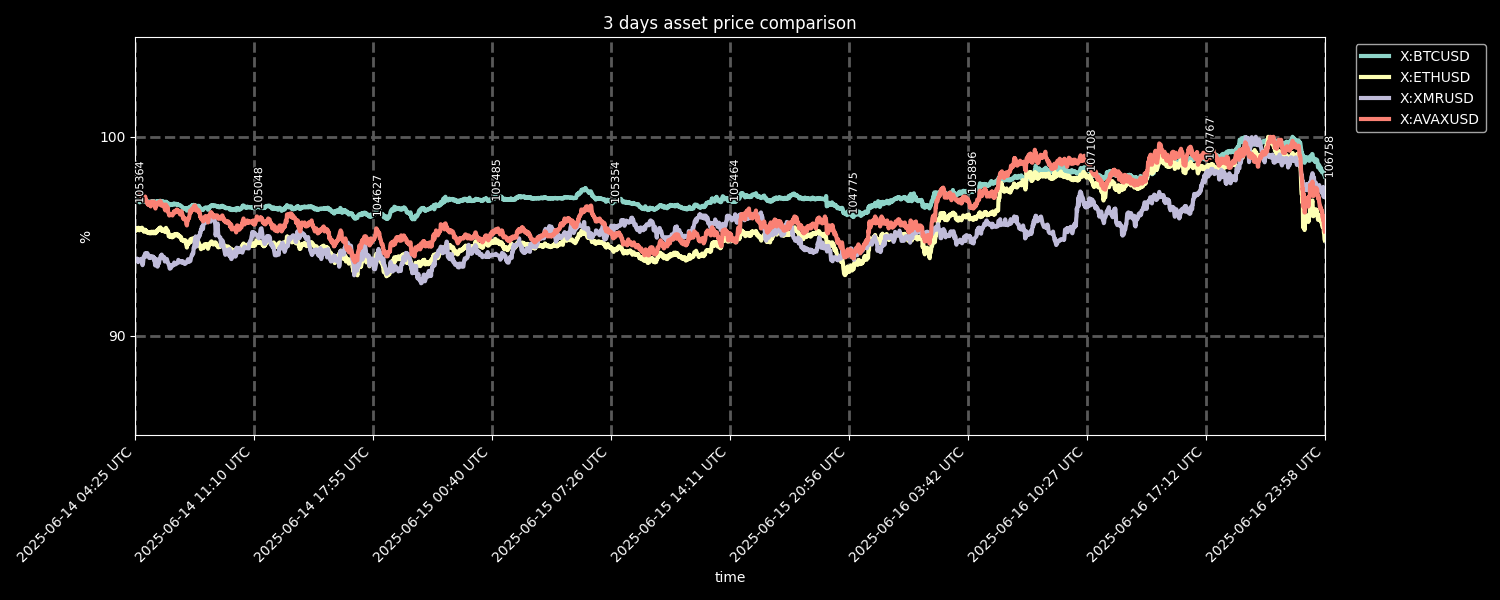 3 days asset price comparison
X:BTCUSD
X:ETHUSD
X:XMRUSD
X:AVAXUSD
100
90
%
105364
105048
104627
105485
105354
105464
104775
105896
107108
107767
106758
2025-06-14 04:25 UTC
2025-06-14 11:10 UTC
2025-06-14 17:55 UTC
2025-06-15 00:40 UTC
2025-06-15 07:26 UTC
2025-06-15 14:11 UTC
2025-06-15 20:56 UTC
2025-06-16 03:42 UTC
2025-06-16 10:27 UTC
2025-06-16 17:12 UTC
2025-06-16 23:58 UTC
time